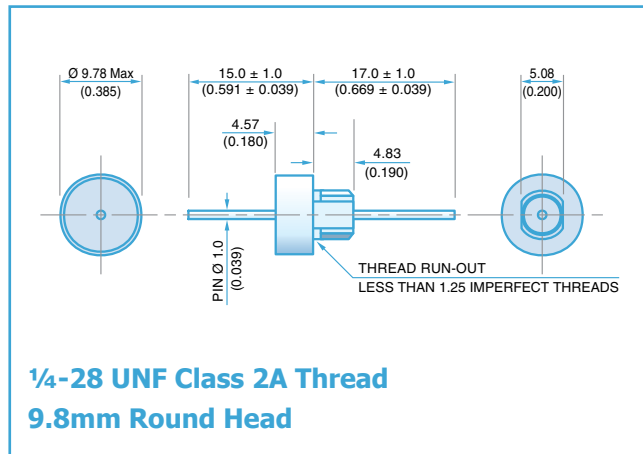 Ø 9.78 Max
(0.385)
15.0 ± 1.0
(0.591 ± 0.039)
17.0 ± 1.0
(0.669 ± 0.039)
5.08
(0.200)
4.57
(0.180)
4.83
(0.190)
PIN Ø 1.0
(0.039)
THREAD RUN-OUT
LESS THAN 1.25 IMPERFECT THREADS
¼-28 UNF Class 2A Thread
9.8mm Round Head